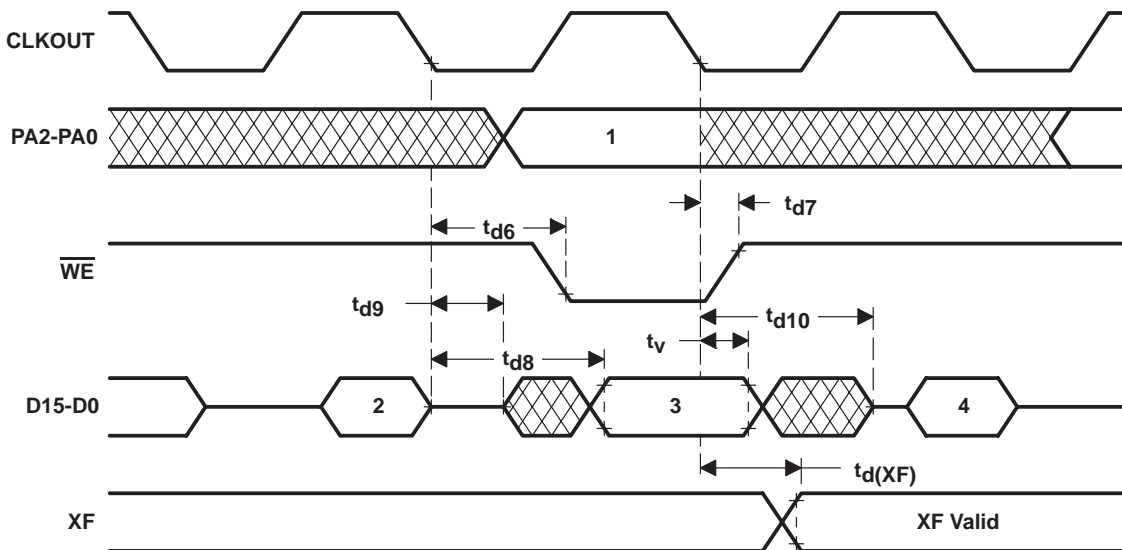 CLKOUT
PA2-PA0
1
td7
td6
WE
td9
td10
tv
td8
D15-D0
2
3
4
td(XF)
XF
XF Valid